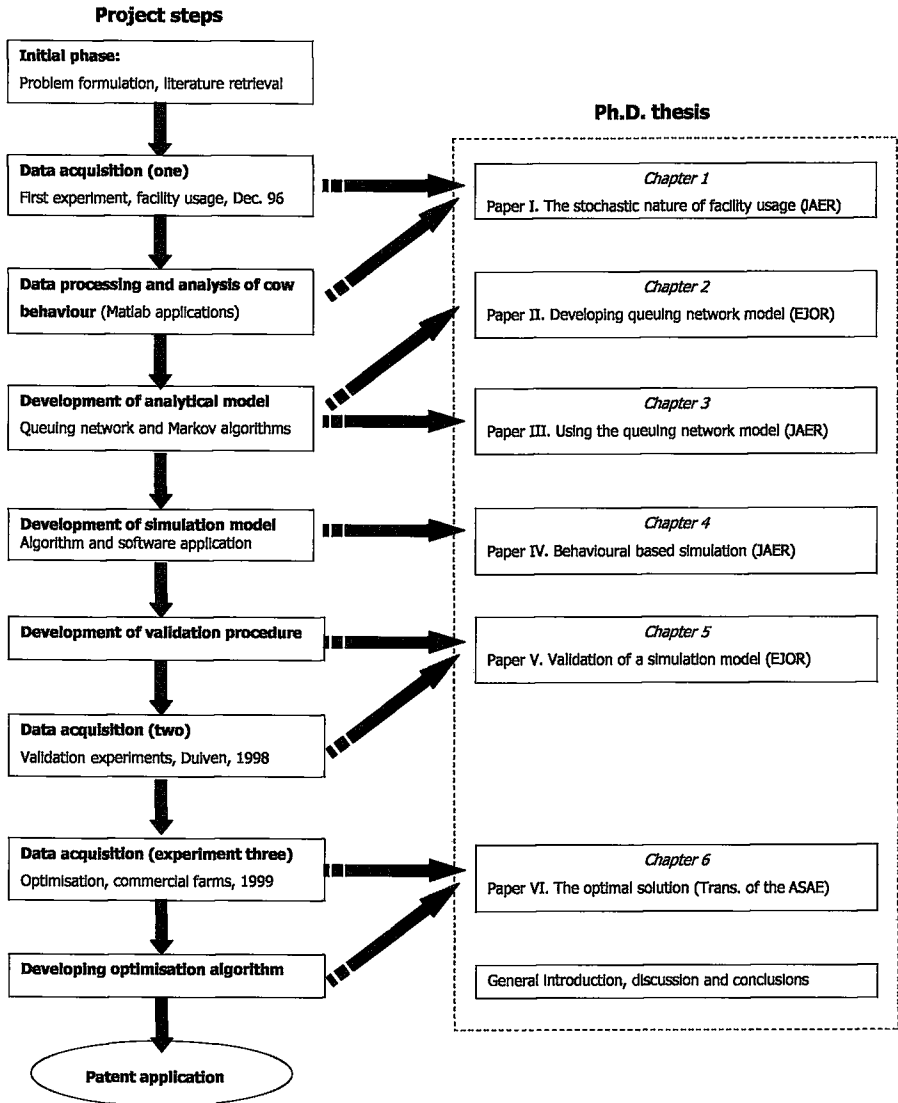 Project steps
Initial phase:
Problem formulation, literature retrieval
Data acquisition (one)
First experiment, facility usage, Dec. 96
Data processing and analysis of cow
behaviour (Matlab applications)
Development of analytical model
Queuing network and Markov algorithms
Development of simulation model
Algorithm and software application
Development of validation procedure
Data acquisition (two)
Validation experiments, Duiven, 1998
Data acquisition (experiment three)
Optimisation, commercial farms, 1999
Developing optimisation algorithm
Patent application
Ph.D. thesis
Chapter 1
Paper I. The stochastic nature of facility usage (JAER)
Chapter 2
Paper II. Developing queuing network model (EJOR)
Chapter 3
Paper III. Using the queuing network model (JAER)
Chapter 4
Paper IV. Behavioural based simulation (JAER)
Chapter 5
Paper V. Validation of a simulation model (EJOR)
Chapter 6
Paper VI. The optimal solution (Trans. of the ASAE)
General introduction, discussion and conclusions